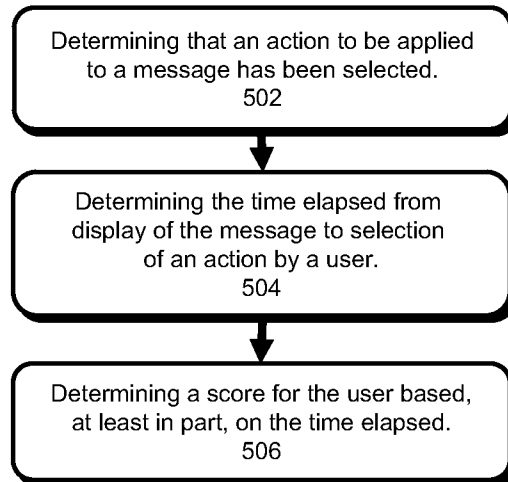 Determining that an action to be applied
to a message has been selected.
502
Determining the time elapsed from
display of the message to selection
of an action by a user.
504
Determining a score for the user based,
at least in part, on the time elapsed.
506